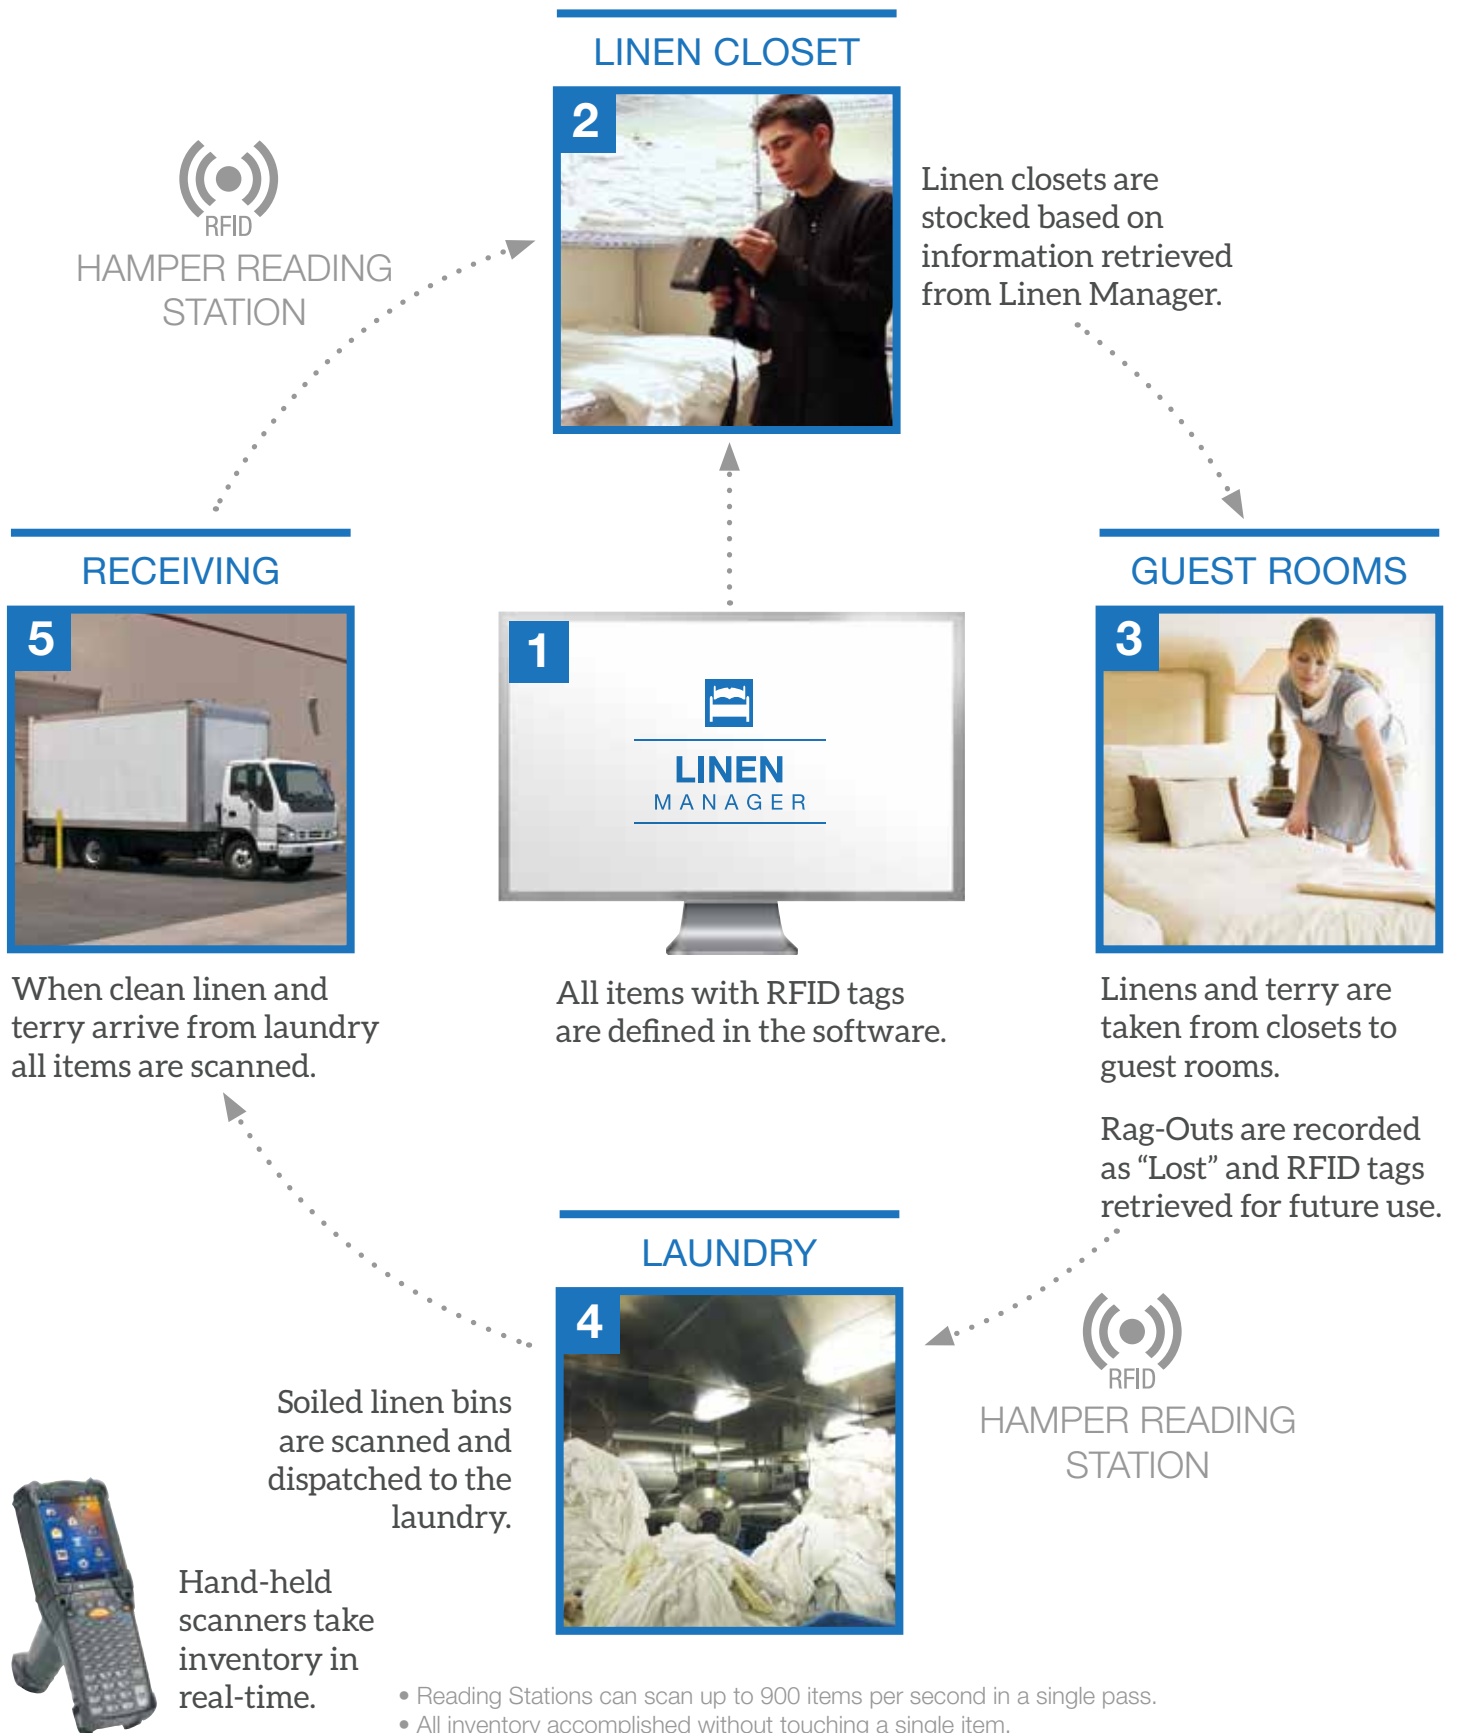 LINEN CLOSET
2
Linen closets are
stocked based on
information retrieved
from Linen Manager.
RFID
HAMPER READING
STATION
RECEIVING
5
When clean linen and
terry arrive from laundry
all items are scanned.
1
LINEN
MANAGER
All items with RFID tags
are defined in the software.
GUEST ROOMS
3
Linens and terry are
taken from closets to
guest rooms.
Rag-Outs are recorded
as “Lost” and RFID tags
retrieved for future use.
LAUNDRY
4
Soiled linen bins
are scanned and
dispatched to the
laundry.
RFID
HAMPER READING
STATION
Hand-held
scanners take
inventory in
real-time.
• Reading Stations can scan up to 900 items per second in a single pass.
• All inventory accomplished without touching a single item.